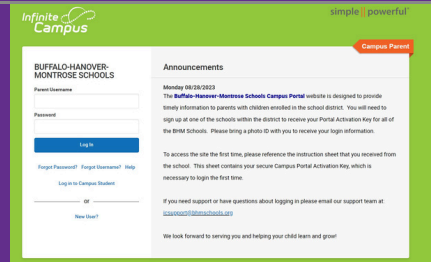 Infinite
Campus
simple || powerful
Campus Parent
BUFFALO-HANOVER-
MONTROSE SCHOOLS
Parent Username
Password
Log In
Forgot Password? Forgot Username? Help
Log in to Campus Student
or
New User?
Announcements
Monday 08/28/2023
The Buffalo-Hanover-Montrose Schools Campus Portal website is designed to provide
timely information to parents with children enrolled in the school district. You will need to
sign up at one of the schools within the district to receive your Portal Activation Key for all of
the BHM Schools. Please bring a photo ID with you to receive your login information.
To access the site the first time, please reference the instruction sheet that you received from
the school. This sheet contains your secure Campus Portal Activation Key, which is
necessary to login the first time.
If you need support or have questions about logging in please email our support team at:
icsupport@bhmschools.org
We look forward to serving you and helping your child learn and grow!